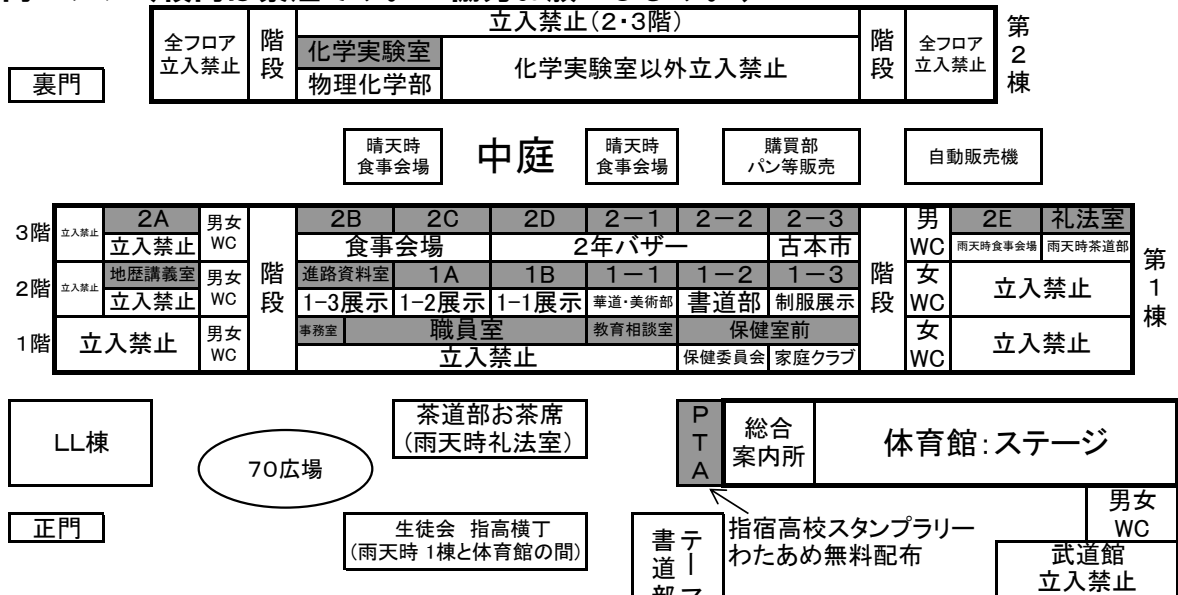 立入禁止(2・3階)
全フロア
立入禁止
階段
化学実験室
物理化学部
化学実験室以外立入禁止
階段
全フロア
立入禁止
第2棟
裏門
晴天時
食事会場
中庭
晴天時
食事会場
購買部
パン等販売
自動販売機
3階
立入禁止
2A
立入禁止
男女
WC
2B
2C
2D
2-1
2-2
2-3
食事会場
2年バザー
古本市
男
WC
2E
礼法室
雨天時食事会場
雨天時茶道部
2階
立入禁止
地歴講義室
立入禁止
男女
WC
階段
進路資料室
1A
1B
1-1
1-2
1-3
1-3展示
1-2展示
1-1展示
華道・美術部
書道部
制服展示
階段
女
WC
立入禁止
第1棟
1階
立入禁止
男女
WC
事務室
職員室
教育相談室
保健室前
立入禁止
保健委員会
家庭クラブ
女
WC
立入禁止
LL棟
70広場
茶道部お茶席
(雨天時礼法室)
PTA
総合
案内所
体育館:ステージ
正門
生徒会 指高横丁
(雨天時 1棟と体育館の間)
指宿高校スタンプラリー
わたあめ無料配布
男女
WC
武道館
立入禁止
テー
書道